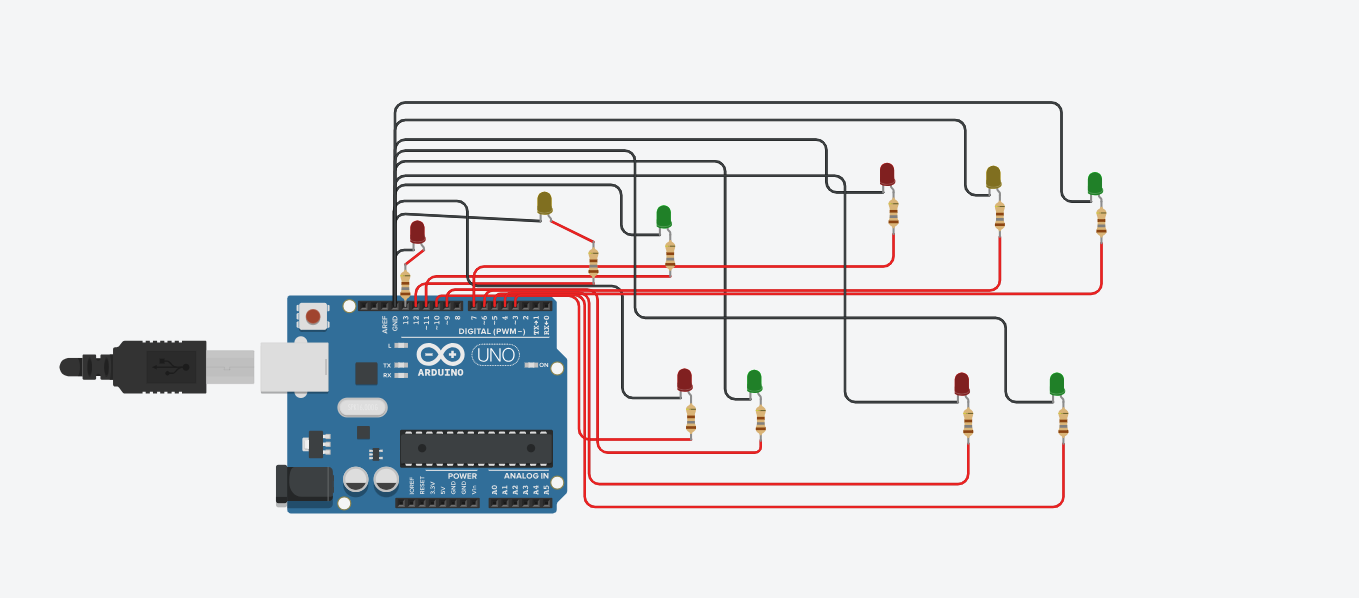 AREF
GND
13
12
~11
~10
~9
8
7
~6
~5
4
~3
2
TX→1
RX←0
DIGITAL (PWM~)
L
TX
RX
UNO
ON
ARDUINO
POWER
ANALOG IN
IOREF
RESET
3.3V
5V
GND
GND
Vin
A0
A1
A2
A3
A4
A5